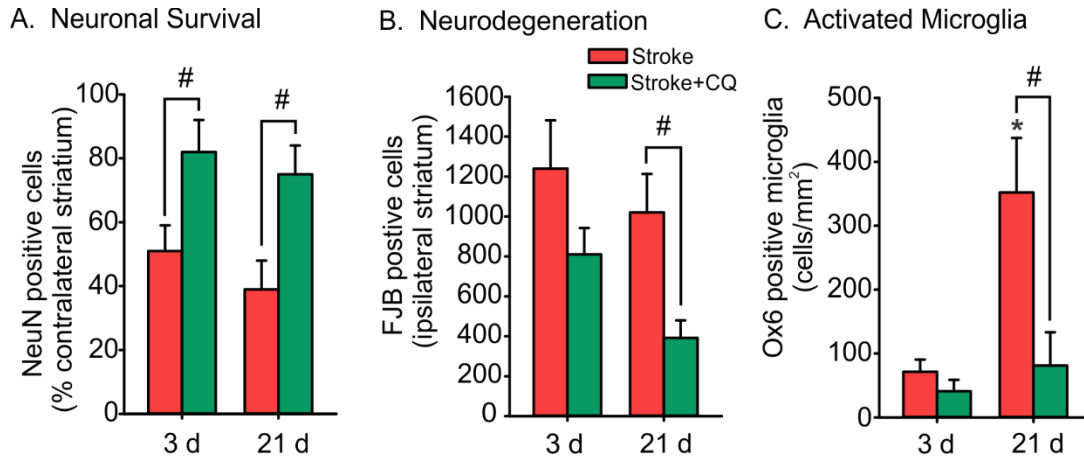 A. Neuronal Survival
NeuN positive cells
(% contralateral striatum)
100
80
60
40
20
0
#
#
3 d
21 d
B. Neurodegeneration
Stroke
Stroke+CQ
FJB postive cells
(ipsilateral striatum)
1600
1400
1200
1000
800
600
400
200
0
#
3 d
21 d
C. Activated Microglia
Ox6 positive microglia
(cells/mm²)
500
400
300
200
100
0
#
*
3 d
21 d